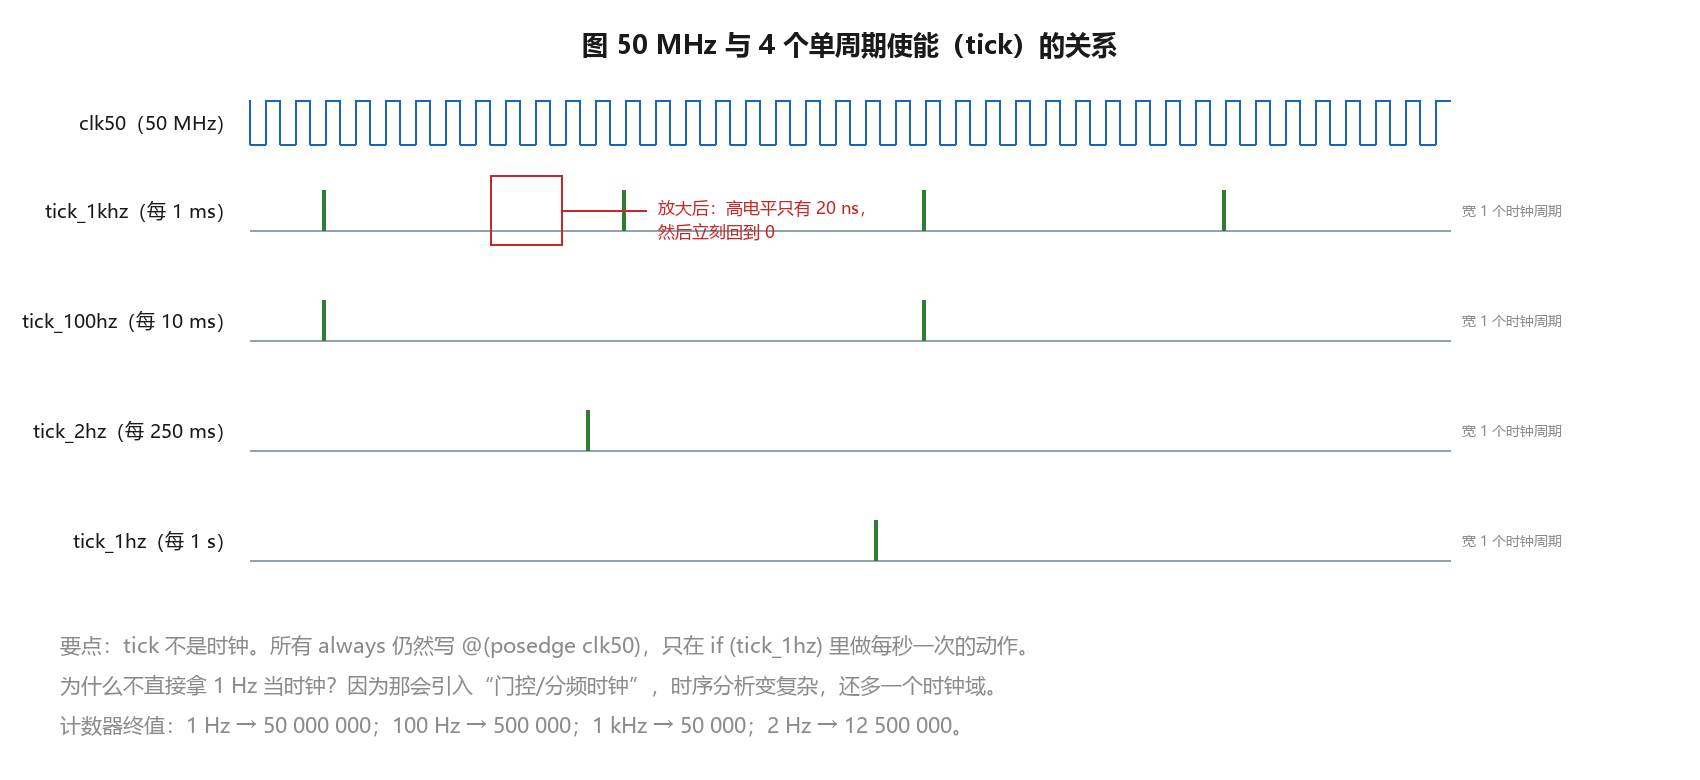 图 50 MHz 与 4 个单周期使能（tick）的关系
clk50（50 MHz）
tick_1khz（每 1 ms）
放大后：高电平只有 20 ns，
然后立刻回到 0
宽 1 个时钟周期
tick_100hz（每 10 ms）
宽 1 个时钟周期
tick_2hz（每 250 ms）
宽 1 个时钟周期
tick_1hz（每 1 s）
宽 1 个时钟周期
要点：tick 不是时钟。所有 always 仍然写 @(posedge clk50)，只在 if (tick_1hz) 里做每秒一次的动作。
为什么不直接拿 1 Hz 当时钟？因为那会引入“门控/分频时钟”，时序分析变复杂，还多一个时钟域。
计数器终值：1 Hz → 50 000 000；100 Hz → 500 000；1 kHz → 50 000；2 Hz → 12 500 000。